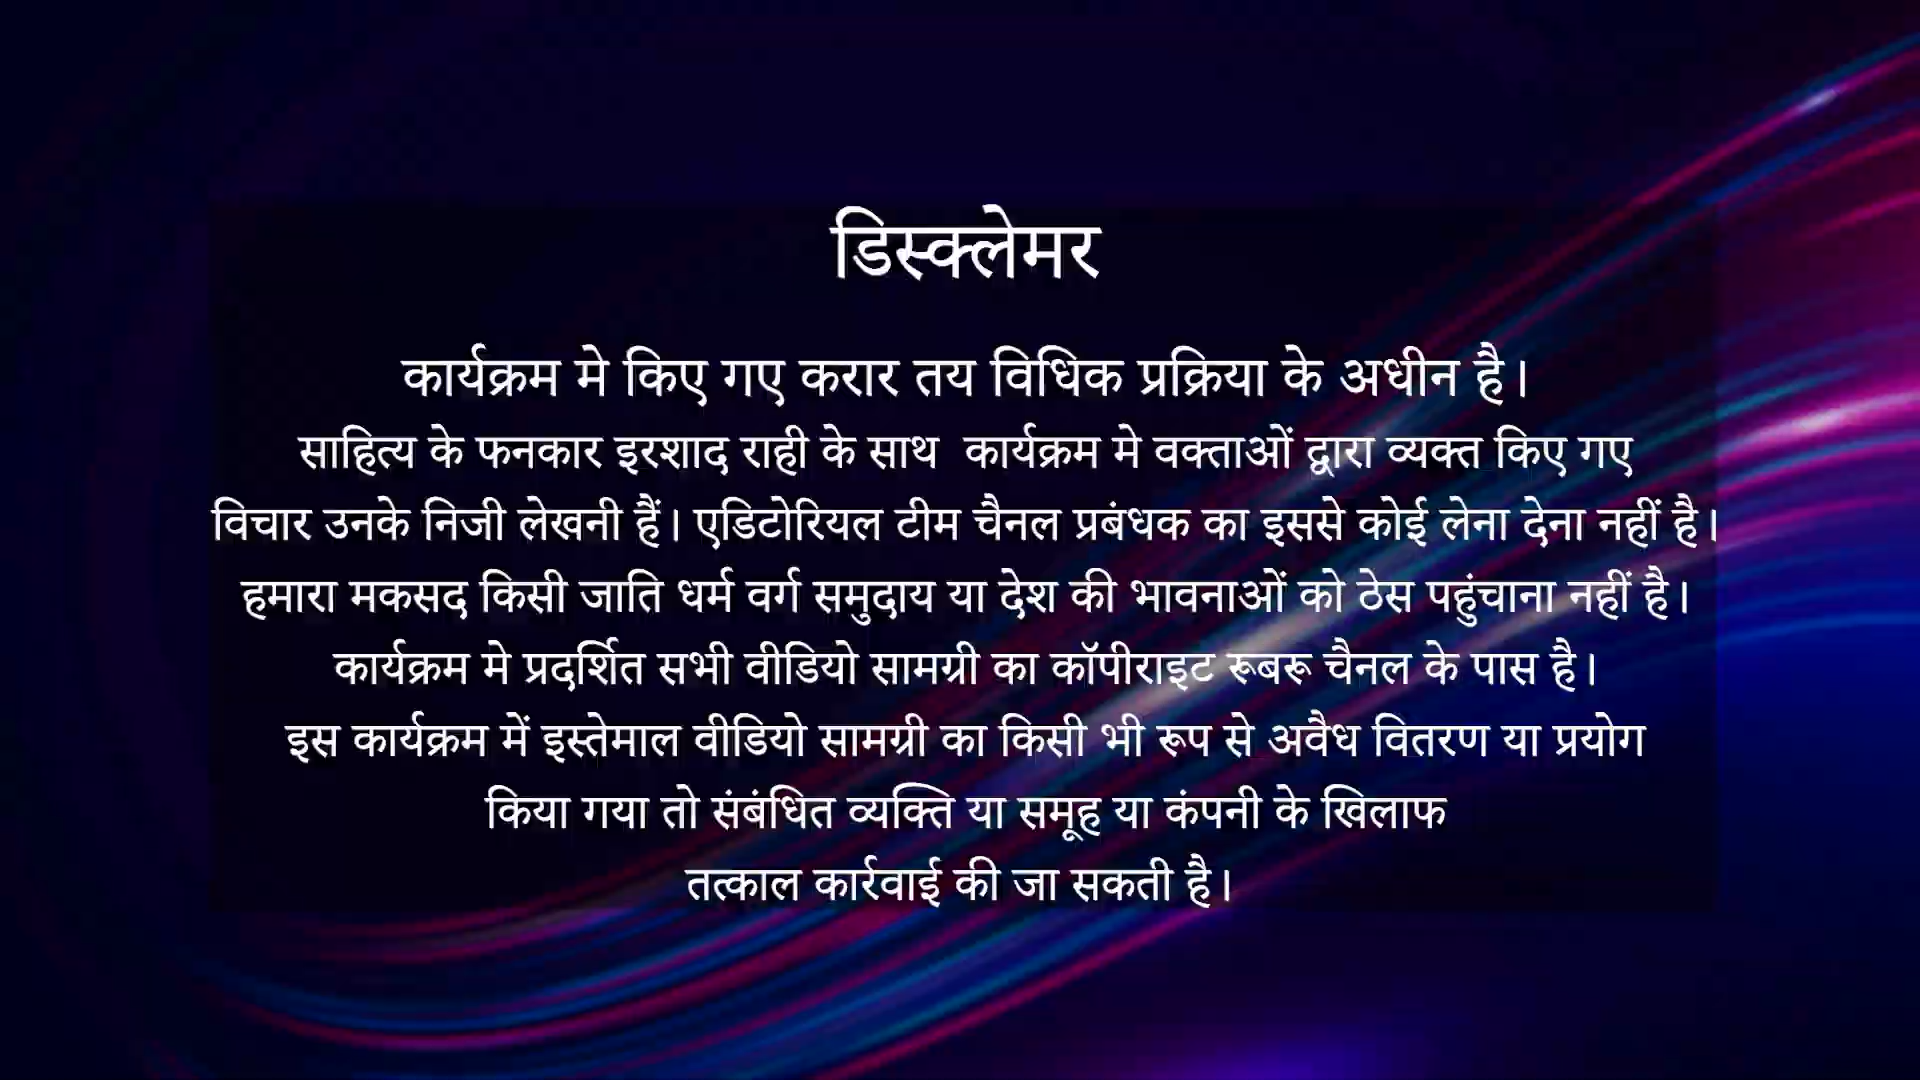 डिस्क्लेमर
कार्यक्रम मे किए गए करार तय विधिक प्रक्रिया के अधीन है।
साहित्य के फनकार इरशाद राही के साथ कार्यक्रम मे वक्ताओं द्वारा व्यक्त किए गए
विचार उनके निजी लेखनी हैं। एडिटोरियल टीम चैनल प्रबंधक का इससे कोई लेना देना नहीं है।
हमारा मकसद किसी जाति धर्म वर्ग समुदाय या देश की भावनाओं को ठेस पहुंचाना नहीं है।
कार्यक्रम मे प्रदर्शित सभी वीडियो सामग्री का कॉपीराइट रूबरू चैनल के पास है।
इस कार्यक्रम में इस्तेमाल वीडियो सामग्री का किसी भी रूप से अवैध वितरण या प्रयोग
किया गया तो संबंधित व्यक्ति या समूह या कंपनी के खिलाफ
तत्काल कार्रवाई की जा सकती है।